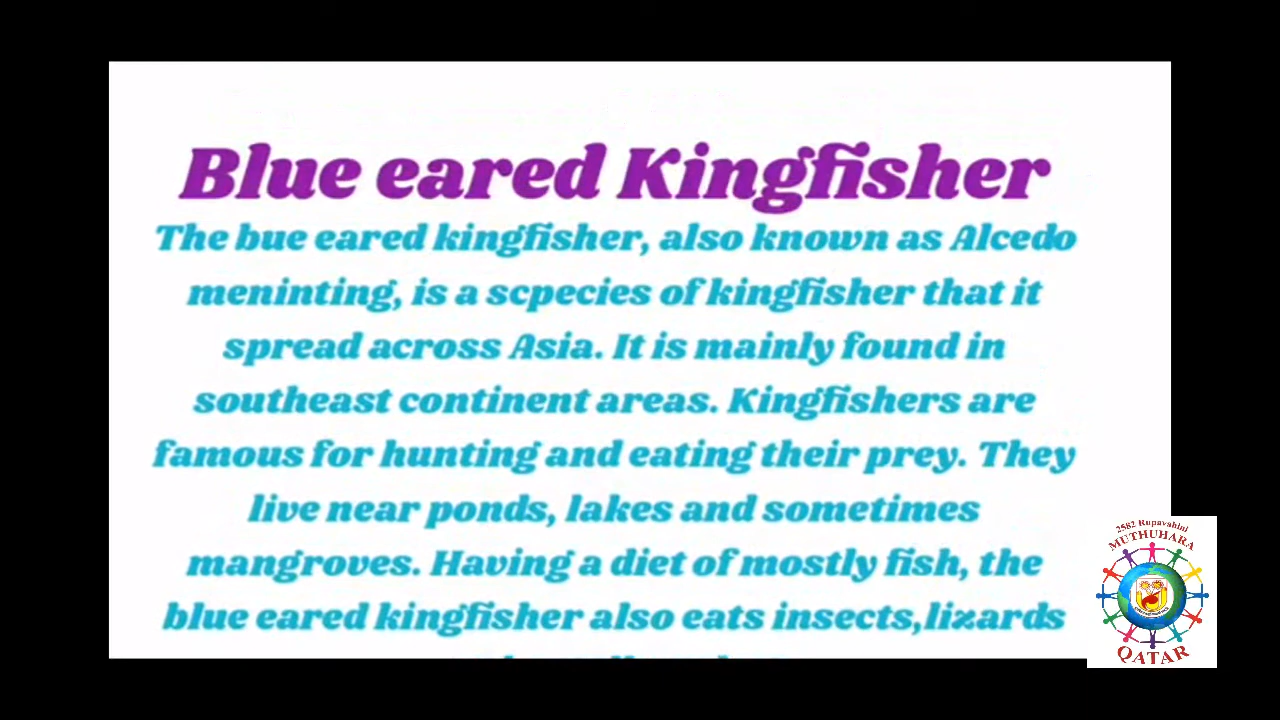 Blue eared Kingfisher
The bue eared kingfisher, also known as Alcedo
meninting, is a scpecies of kingfisher that it
spread across Asia. It is mainly found in
southeast continent areas. Kingfishers are
famous for hunting and eating their prey. They
live near ponds, lakes and sometimes
mangroves. Having a diet of mostly fish, the
blue eared kingfisher also eats insects,lizards
2582 Rupavahini
MUTHUHARA
QATAR